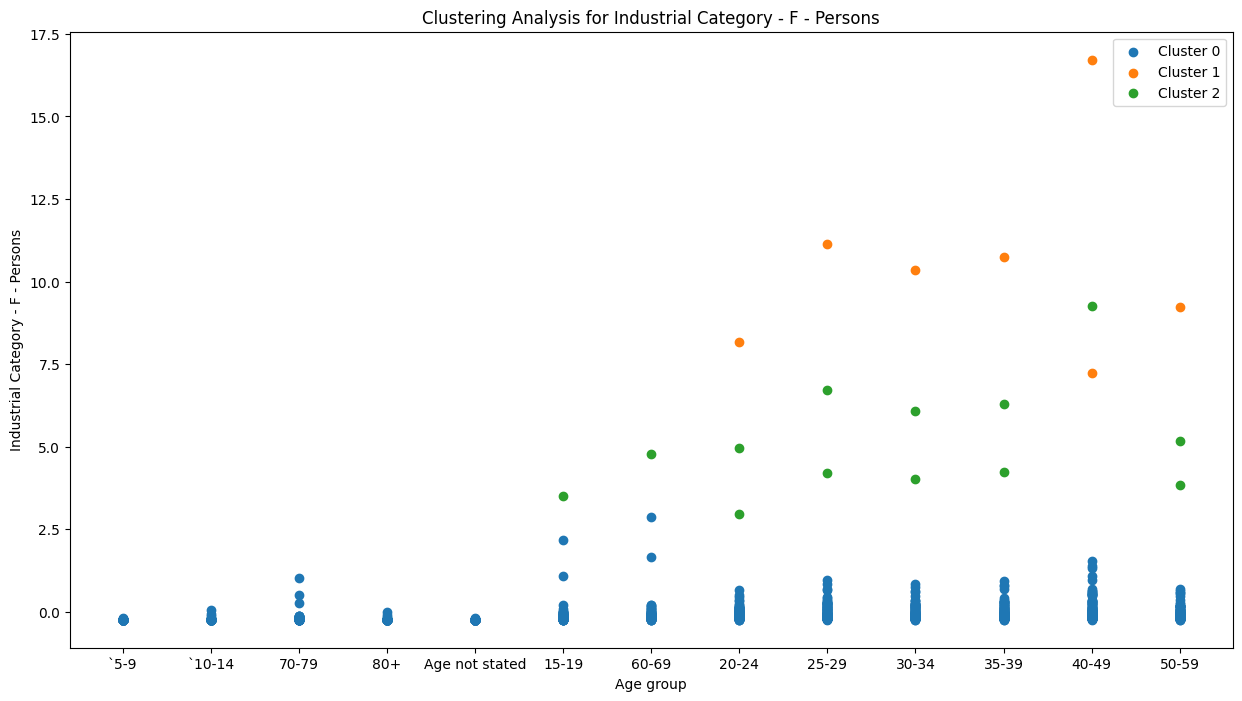 Clustering Analysis for Industrial Category - F - Persons
Cluster 0
Cluster 1
Cluster 2
Industrial Category - F - Persons
17.5
15.0
12.5
10.0
7.5
5.0
2.5
0.0
`5-9 `10-14 70-79 80+ Age not stated 15-19 60-69 20-24 25-29 30-34 35-39 40-49 50-59
Age group